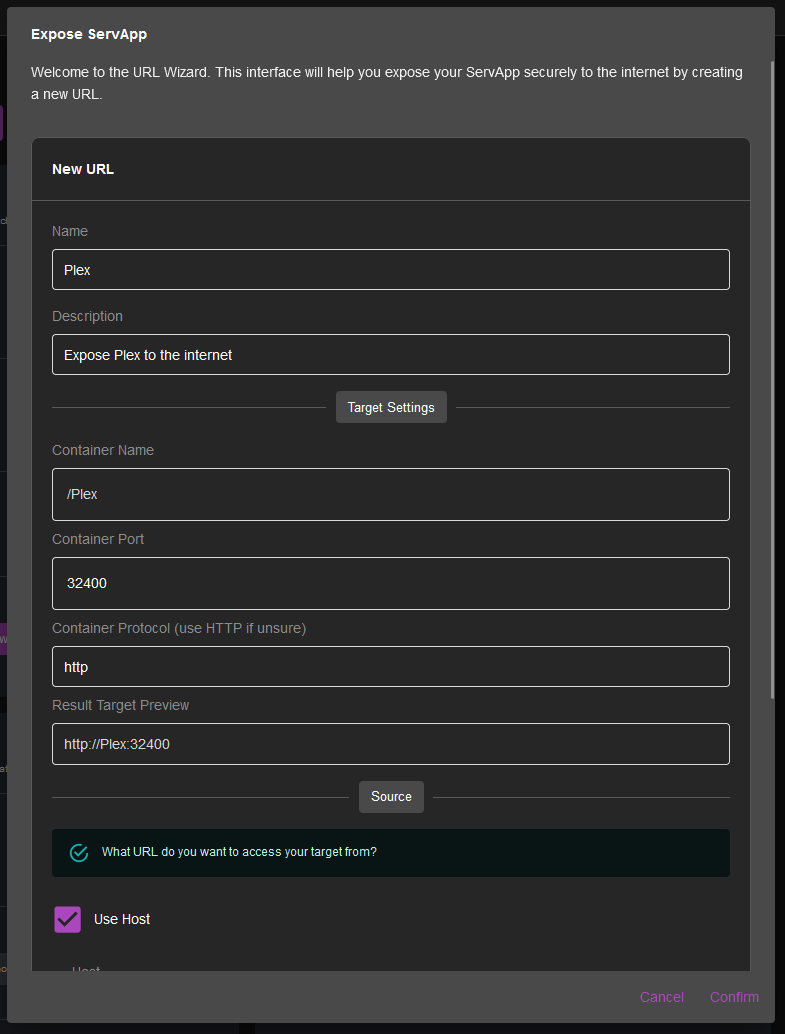 Expose ServApp
Welcome to the URL Wizard. This interface will help you expose your ServApp securely to the internet by creating
a new URL.
New URL
Name
Plex
Description
Expose Plex to the internet
Target Settings
Container Name
/Plex
Container Port
32400
Container Protocol (use HTTP if unsure)
http
Result Target Preview
http://Plex:32400
Source
What URL do you want to access your target from?
Use Host
Host
Cancel Confirm